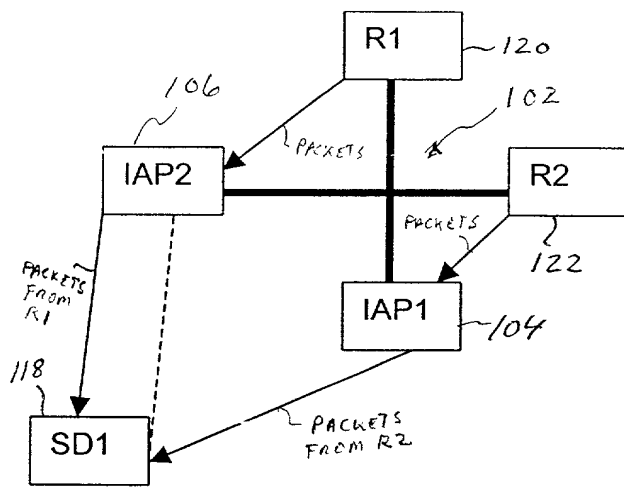 R1
120
106
102
PACKETS
IAP2
R2
PACKETS
122
PACKETS
FROM
R1
IAP1
104
118
SD1
PACKETS
FROM R2